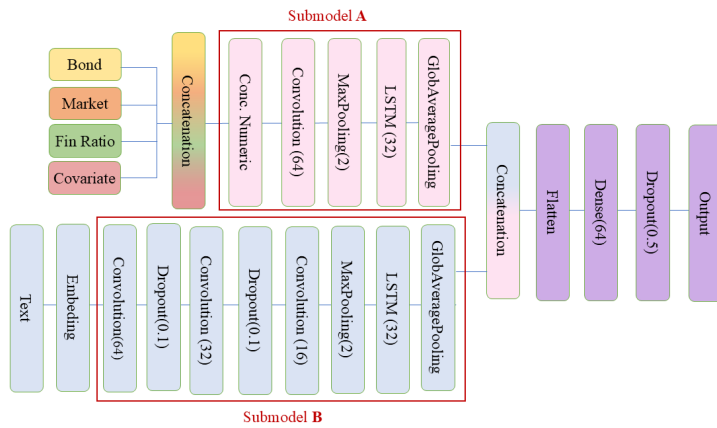 Submodel A
Bond
Market
Fin Ratio
Covariate
Concatenation
Conc. Numeric
Convolution (64)
MaxPooling(2)
LSTM (32)
GlobAveragePooling
Text
Embeding
Convolution(64)
Dropout(0.1)
Convolution (32)
Dropout(0.1)
Convolution (16)
MaxPooling(2)
LSTM (32)
GlobAveragePooling
Submodel B
Concatenation
Flatten
Dense(64)
Dropout(0.5)
Output